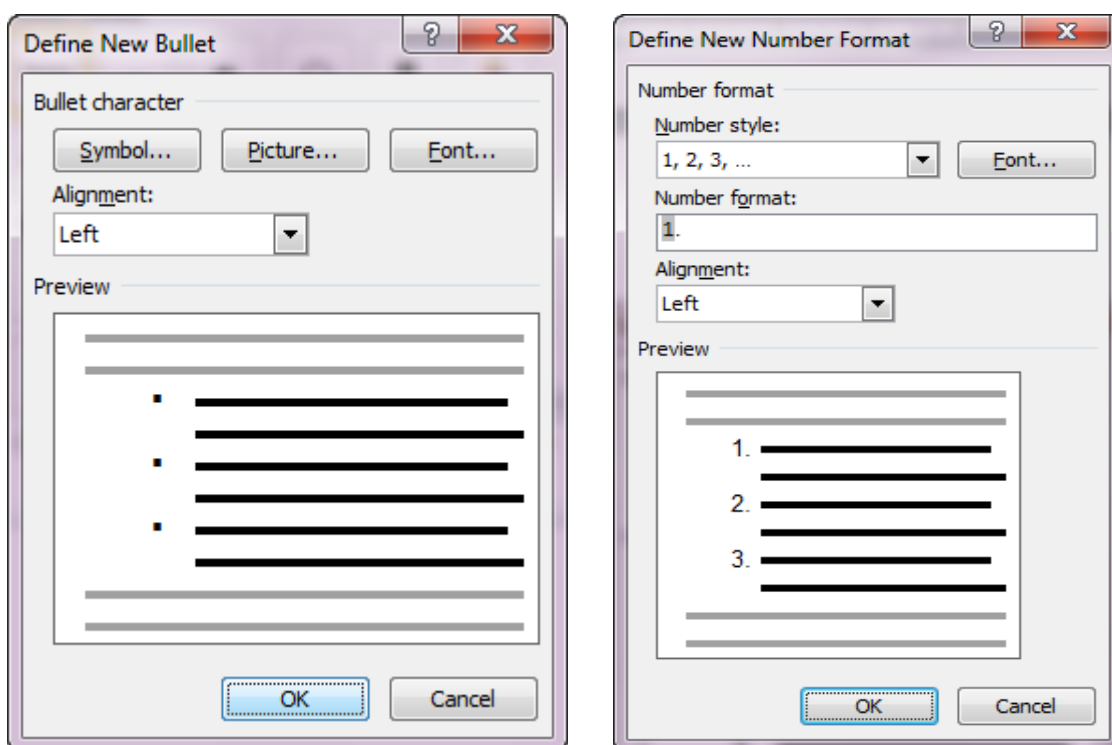 Define New Bullet
?
X
Bullet character
Symbol... Picture... Font...
Alignment:
Left
Preview
OK Cancel
Define New Number Format
?
X
Number format
Number style:
1, 2, 3, ... Font...
Number format:
1.
Alignment:
Left
Preview
1.
2.
3.
OK Cancel